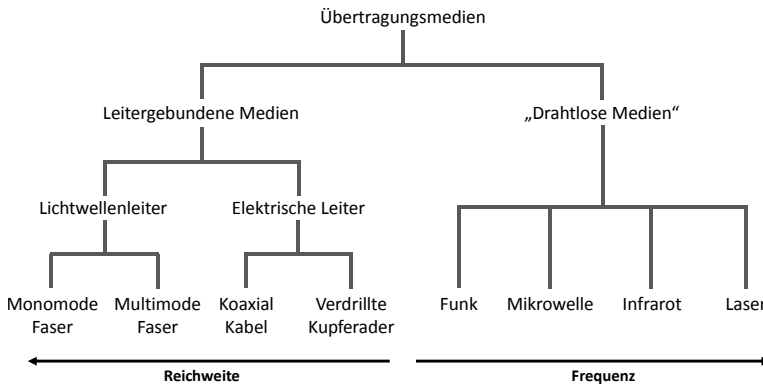 Übertragungsmedien
Leitergebundene Medien
„Drahtlose Medien“
Lichtwellenleiter
Elektrische Leiter
Monomode
Faser
Multimode
Faser
Koaxial
Kabel
Verdrillte
Kupferader
Funk
Mikrowelle
Infrarot
Laser
Reichweite
Frequenz